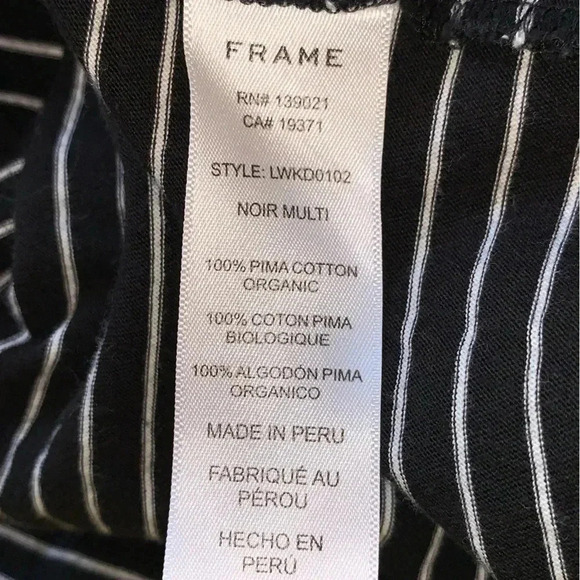 FRAME
RN# 139021
CA# 19371
STYLE: LWKD0102
NOIR MULTI
100% PIMA COTTON
ORGANIC
100% COTON PIMA
BIOLOGIQUE
100% ALGODÓN PIMA
ORGANICO
MADE IN PERU
FABRIQUÉ AU
PÉROU
HECHO EN
PERÚ